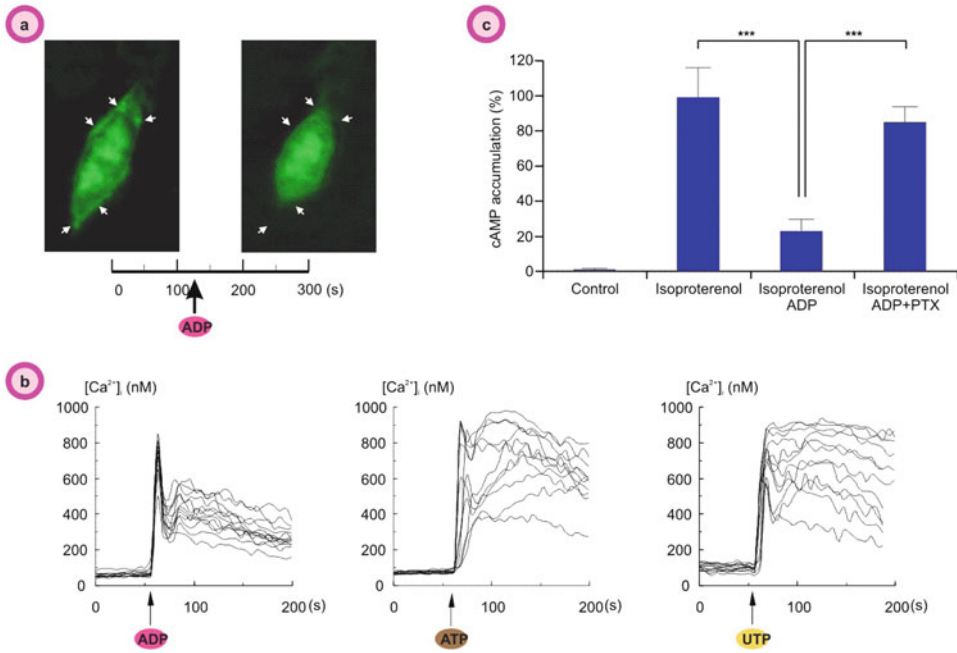 a
0 100 200 300 (s)
ADP
c
*** ***
cAMP accumulation (%)
120
100
80
60
40
20
0
Control
Isoproterenol
Isoproterenol
ADP
Isoproterenol
ADP+PTX
b
[Ca²⁺]ᵢ (nM)
1000
800
600
400
200
0
0 100 200 (s)
ADP
[Ca²⁺]ᵢ (nM)
1000
800
600
400
200
0
0 100 200 (s)
ATP
[Ca²⁺]ᵢ (nM)
1000
800
600
400
200
0
0 100 200 (s)
UTP